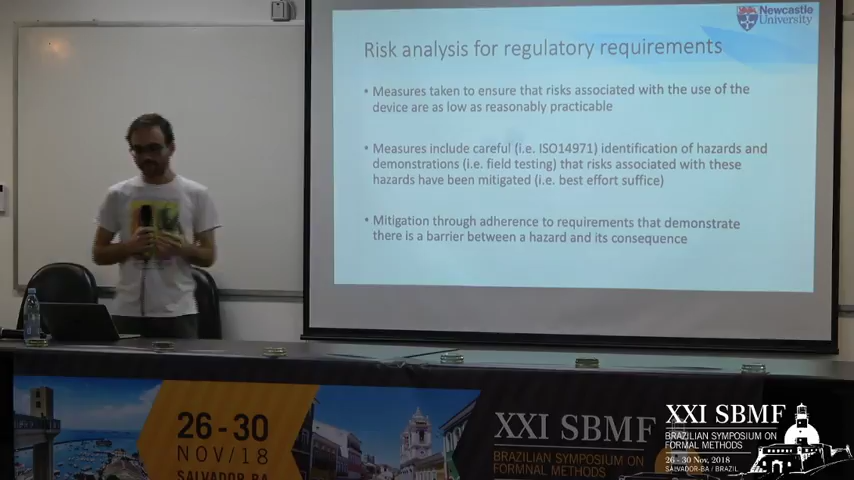 Newcastle
University
Risk analysis for regulatory requirements
• Measures taken to ensure that risks associated with the use of the
device are as low as reasonably practicable
• Measures include careful (i.e. ISO14971) identification of hazards and
demonstrations (i.e. field testing) that risks associated with these
hazards have been mitigated (i.e. best effort suffice)
• Mitigation through adherence to requirements that demonstrate
there is a barrier between a hazard and its consequence
26 - 30
NOV/18
SALVADOR-BA
XXI SBMF
BRAZILIAN SYMPOSIUM ON
FORMNAL METHODS
XXI SBMF
BRAZILIAN SYMPOSIUM ON
FORMAL METHODS
26 - 30 Nov, 2018
SALVADOR-BA / BRAZIL